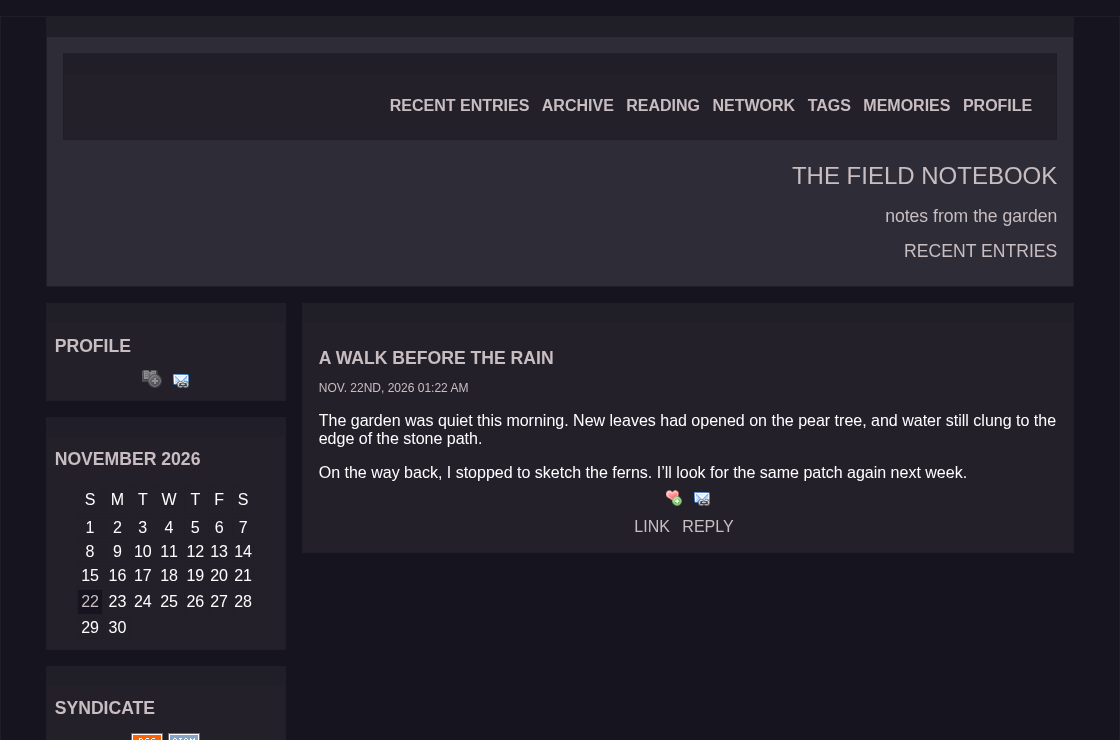 RECENT ENTRIES ARCHIVE READING NETWORK TAGS MEMORIES PROFILE
THE FIELD NOTEBOOK
notes from the garden
RECENT ENTRIES
PROFILE
NOVEMBER 2026
S M T W T F S
1 2 3 4 5 6 7
8 9 10 11 12 13 14
15 16 17 18 19 20 21
22 23 24 25 26 27 28
29 30
SYNDICATE
A WALK BEFORE THE RAIN
NOV. 22ND, 2026 01:22 AM
The garden was quiet this morning. New leaves had opened on the pear tree, and water still clung to the
edge of the stone path.
On the way back, I stopped to sketch the ferns. I’ll look for the same patch again next week.
LINK REPLY